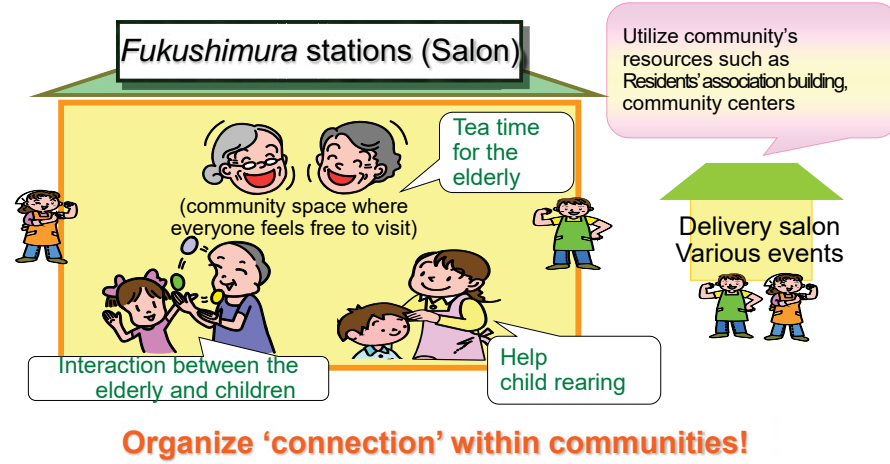 Fukushimura stations (Salon)
Utilize community’s
resources such as
Residents’ association building,
community centers
Tea time
for the
elderly
(community space where
everyone feels free to visit)
Delivery salon
Various events
Interaction between the
elderly and children
Help
child rearing
Organize ‘connection’ within communities!